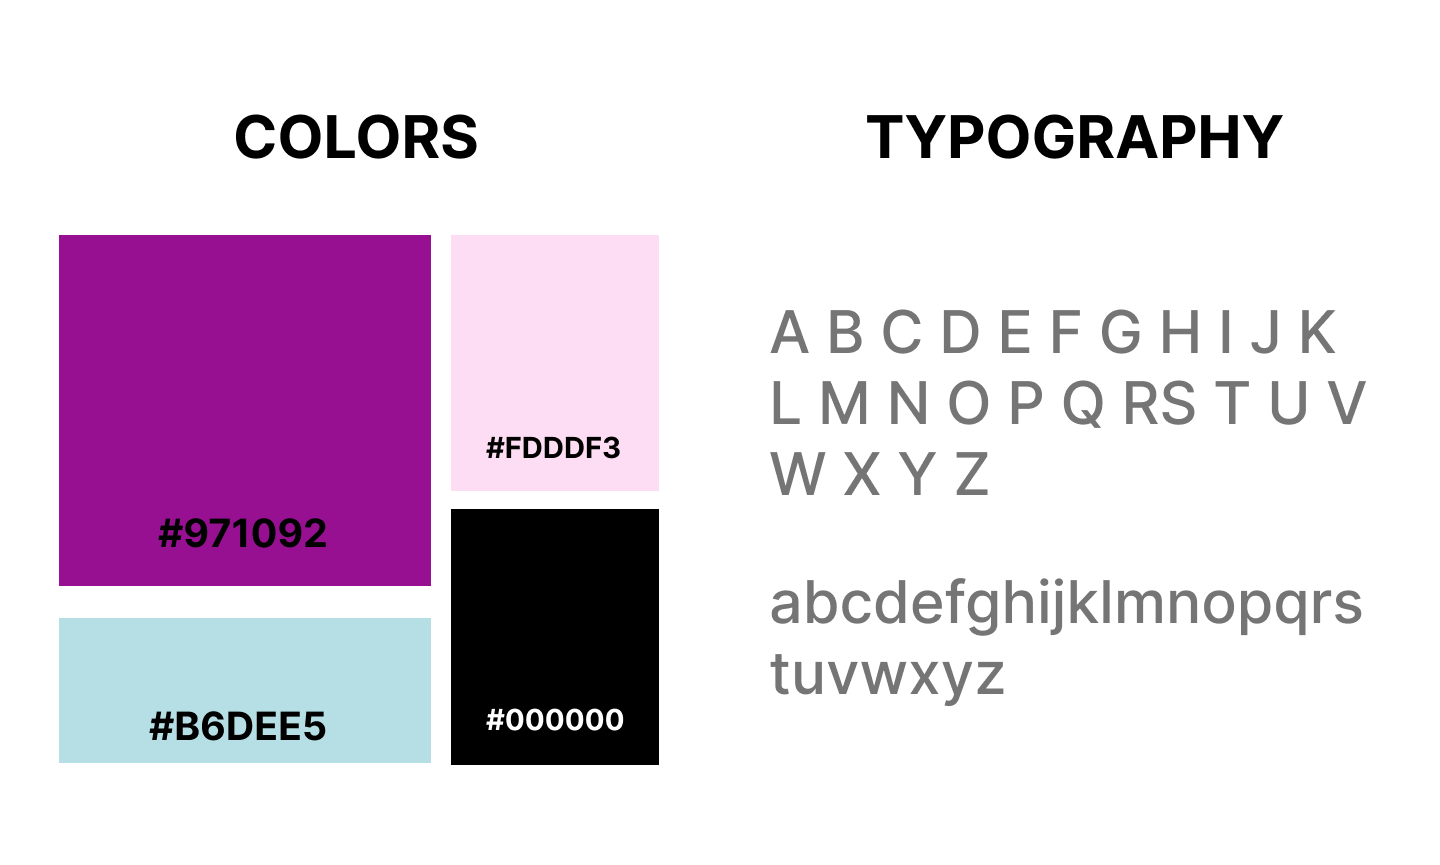 COLORS
#971092
#FDDDF3
#B6DEE5
#000000
TYPOGRAPHY
A B C D E F G H I J K
L M N O P Q RS T U V
W X Y Z
abcdefghijklmnopqrs
tuvwxyz